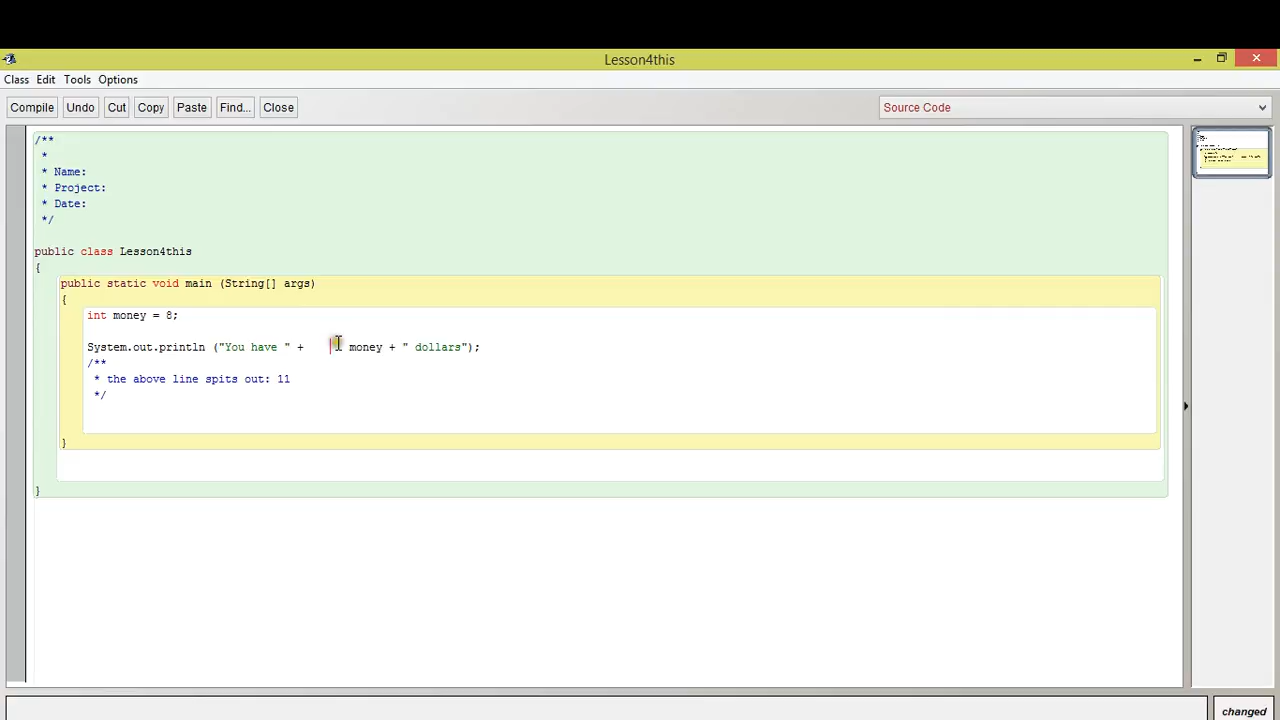 Lesson4this
Class Edit Tools Options
Compile Undo Cut Copy Paste Find... Close Source Code
/**
*
* Name:
* Project:
* Date:
*/
public class Lesson4this
{
public static void main (String[] args)
{
int money = 8;
System.out.println ("You have " + money + " dollars");
/**
* the above line spits out: 11
*/
}
}
changed